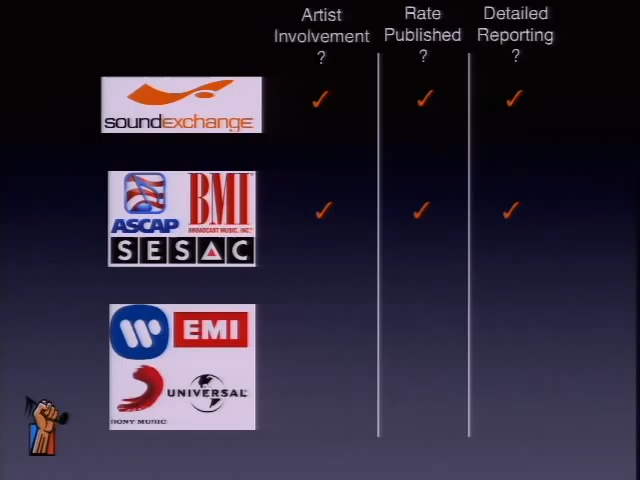 Artist
Involvement
?
Rate
Published
?
Detailed
Reporting
?
✓ ✓ ✓
soundexchange
ASCAP
BMI
BROADCAST MUSIC, INC.
✓ ✓ ✓
SESAC
W
EMI
UNIVERSAL
SONY MUSIC